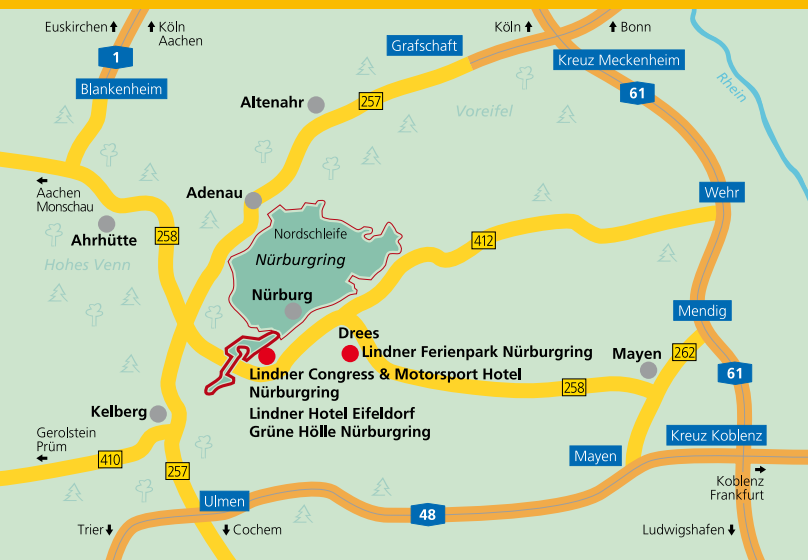 Euskirchen
Köln
Aachen
Köln
Bonn
Grafschaft
1
Kreuz Meckenheim
Blankenheim
61
Rhein
Altenahr
257
Voreifel
Aachen
Monschau
Adenau
Wehr
Ahrhütte
258
Nordschleife
412
Hohes Venn
Nürburgring
Nürburg
Mendig
Drees
Lindner Ferienpark Nürburgring
Mayen
262
Lindner Congress & Motorsport Hotel
Nürburgring
61
258
Kelberg
Lindner Hotel Eifeldorf
Grüne Hölle Nürburgring
Gerolstein
Prüm
Kreuz Koblenz
410
257
Mayen
Koblenz
Frankfurt
Ulmen
48
Trier
Cochem
Ludwigshafen